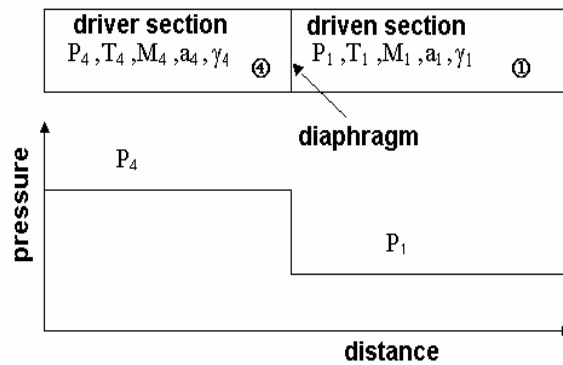 driver section
P₄ ,T₄ ,M₄ ,a₄ ,γ₄ ④
driven section
P₁ ,T₁ ,M₁ ,a₁ ,γ₁ ①
diaphragm
pressure
P₄
P₁
distance